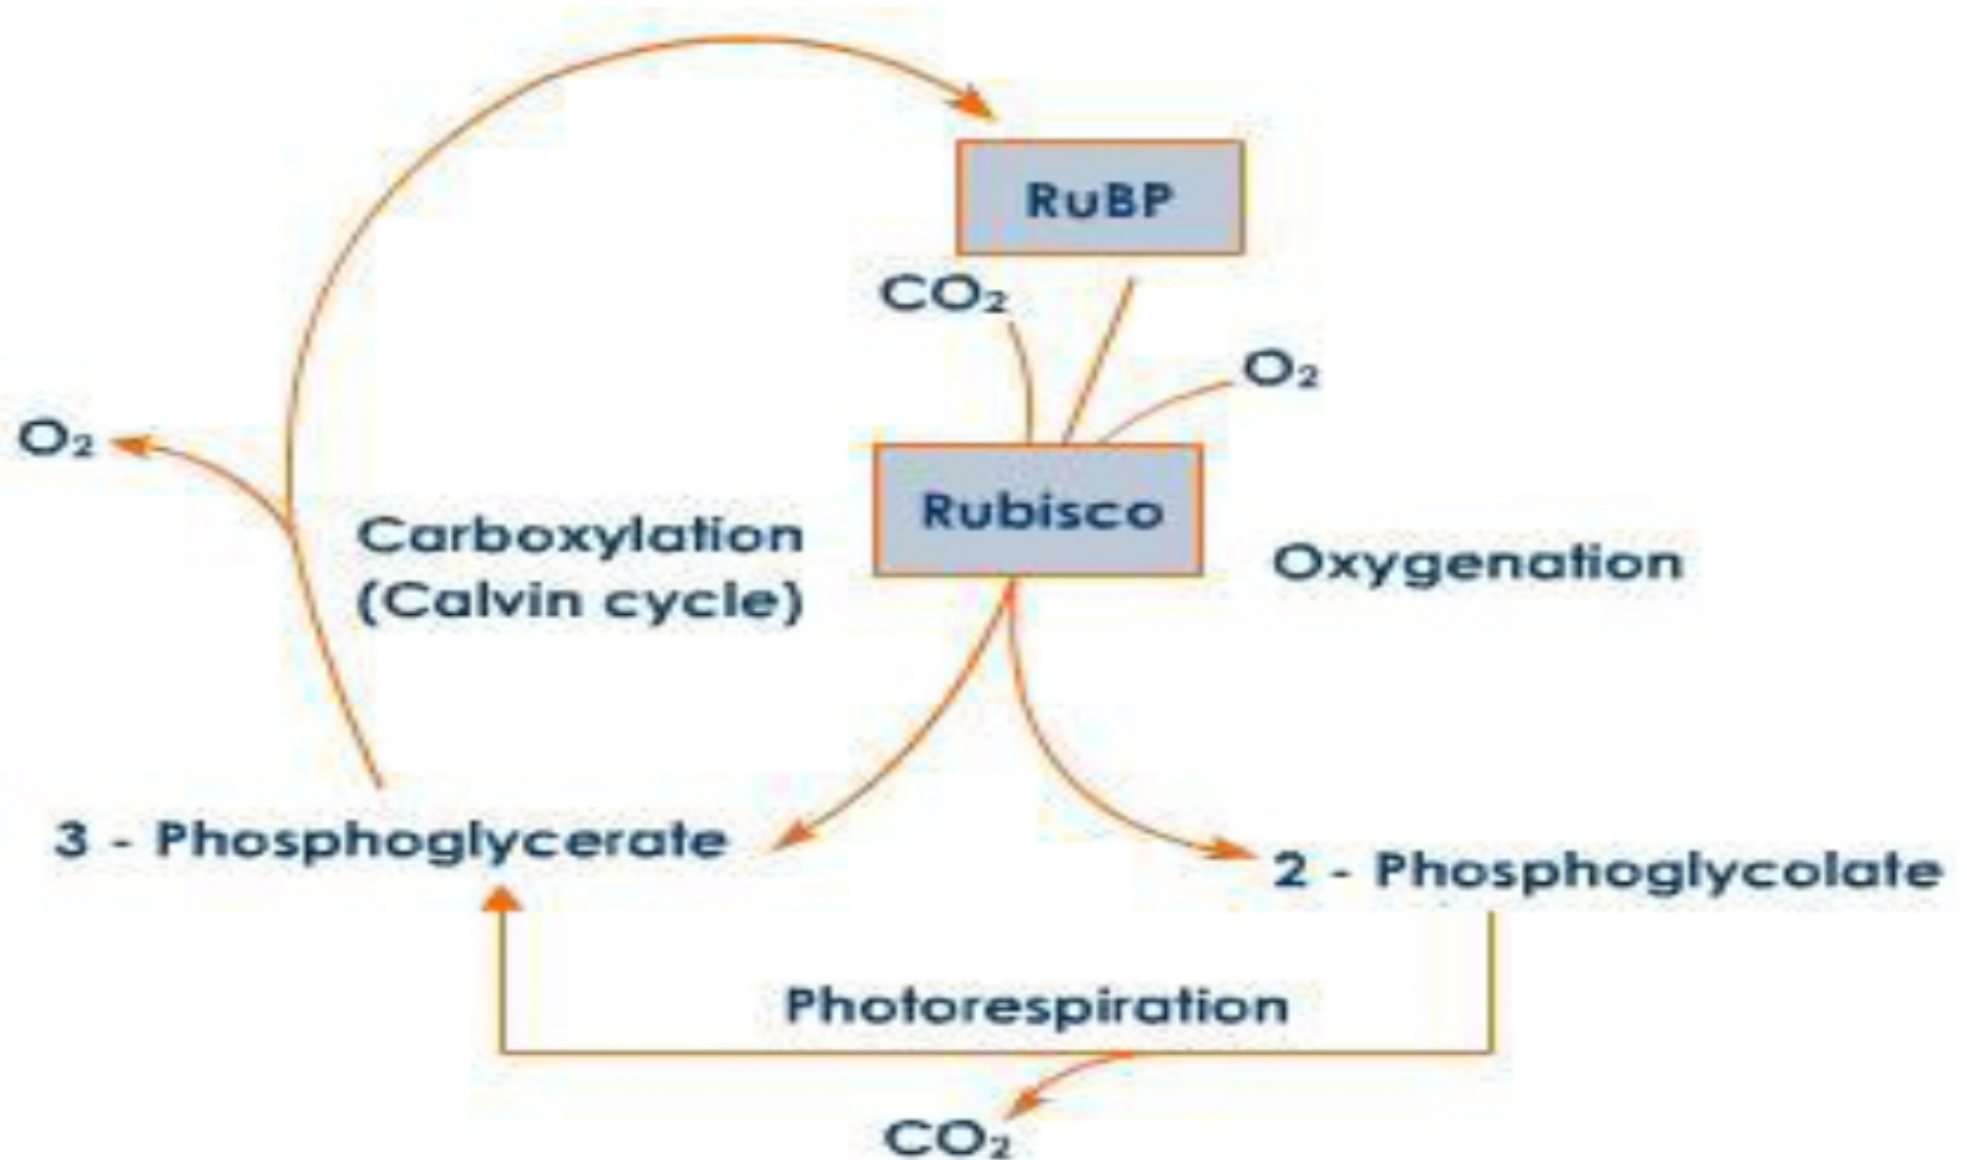 RuBP
CO₂
O₂
O₂
Rubisco
Carboxylation
(Calvin cycle)
Oxygenation
3 - Phosphoglycerate
2 - Phosphoglycolate
Photorespiration
CO₂